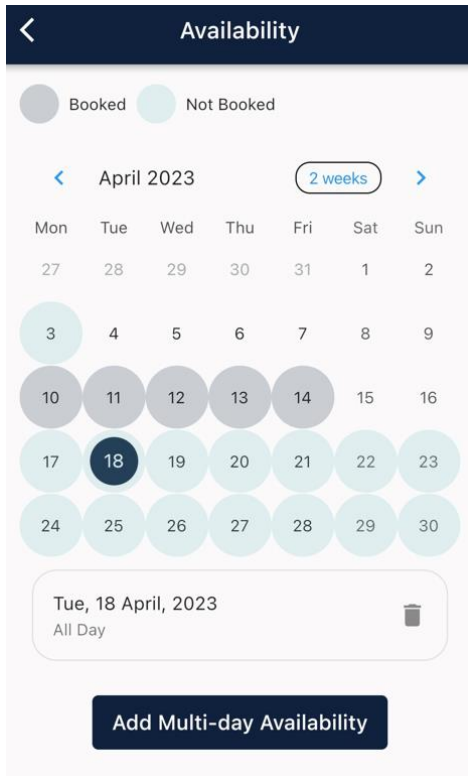 Availability
Booked Not Booked
April 2023 2 weeks
Mon Tue Wed Thu Fri Sat Sun
27 28 29 30 31 1 2
3 4 5 6 7 8 9
10 11 12 13 14 15 16
17 18 19 20 21 22 23
24 25 26 27 28 29 30
Tue, 18 April, 2023
All Day
Add Multi-day Availability